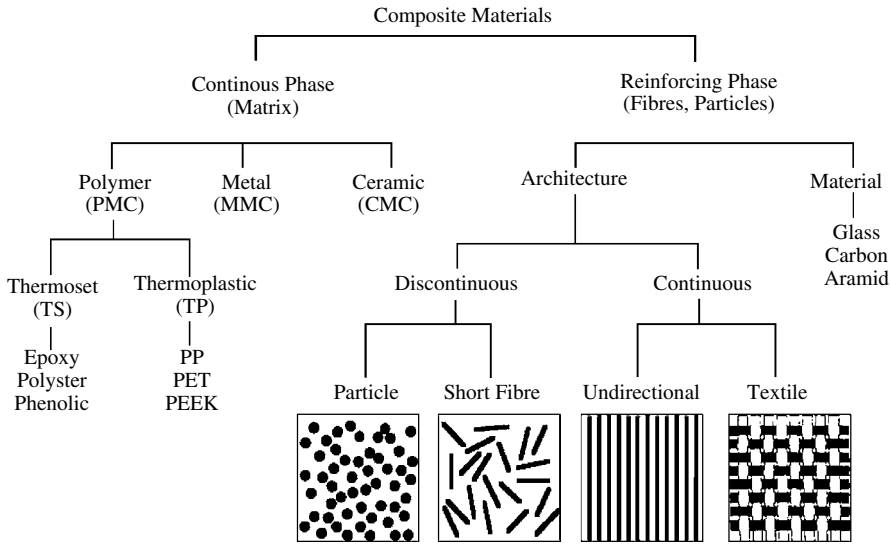 Composite Materials
Continous Phase
(Matrix)
Reinforcing Phase
(Fibres, Particles)
Polymer
(PMC)
Metal
(MMC)
Ceramic
(CMC)
Architecture
Material
Glass
Carbon
Aramid
Thermoset
(TS)
Thermoplastic
(TP)
Discontinuous
Continuous
Epoxy
Polyster
Phenolic
PP
PET
PEEK
Particle
Short Fibre
Undirectional
Textile